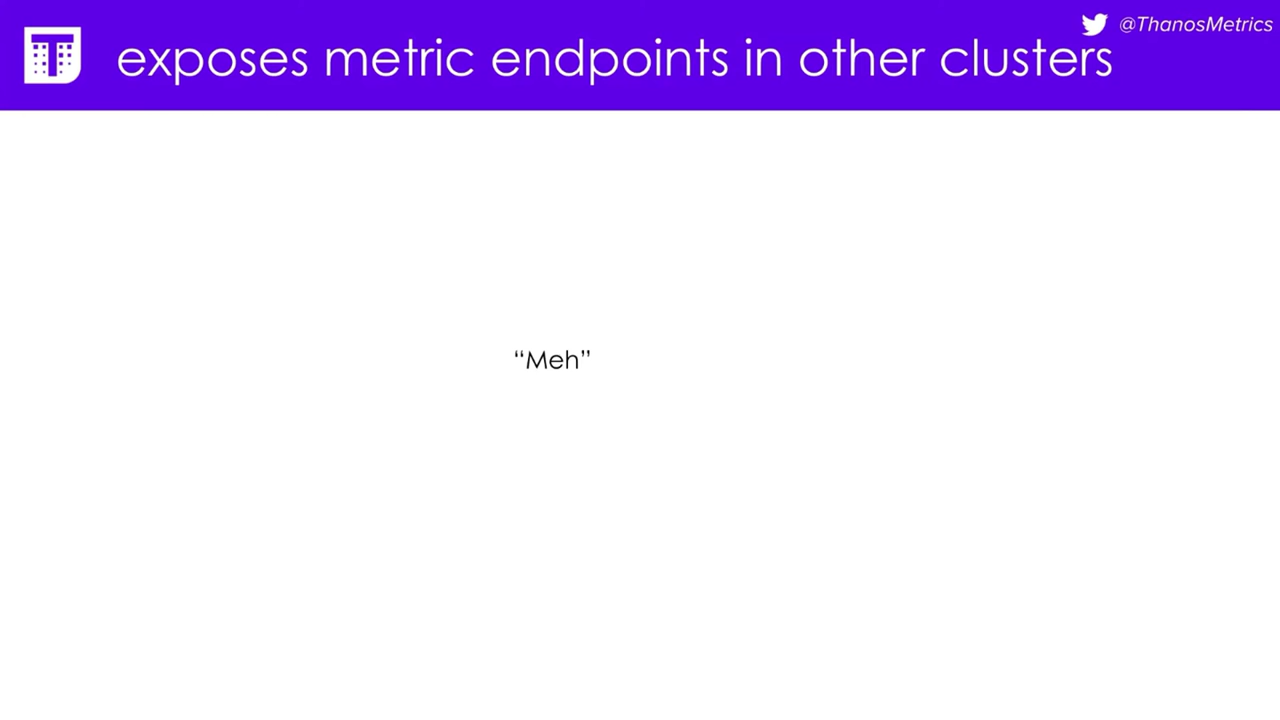 @ThanosMetrics
exposes metric endpoints in other clusters
“Meh”